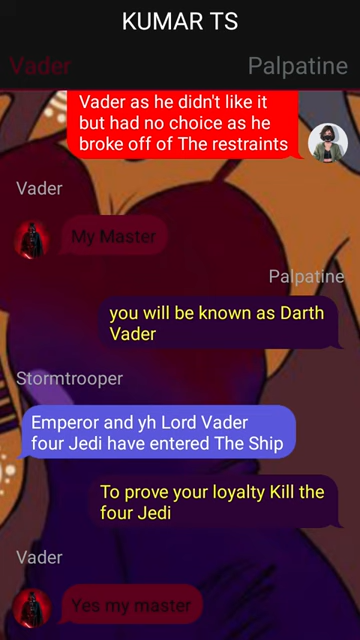 KUMAR TS
Vader
Palpatine
Vader as he didn't like it
but had no choice as he
broke off of The restraints
Vader
My Master
Palpatine
you will be known as Darth
Vader
Stormtrooper
Emperor and yh Lord Vader
four Jedi have entered The Ship
To prove your loyalty Kill the
four Jedi
Vader
Yes my master